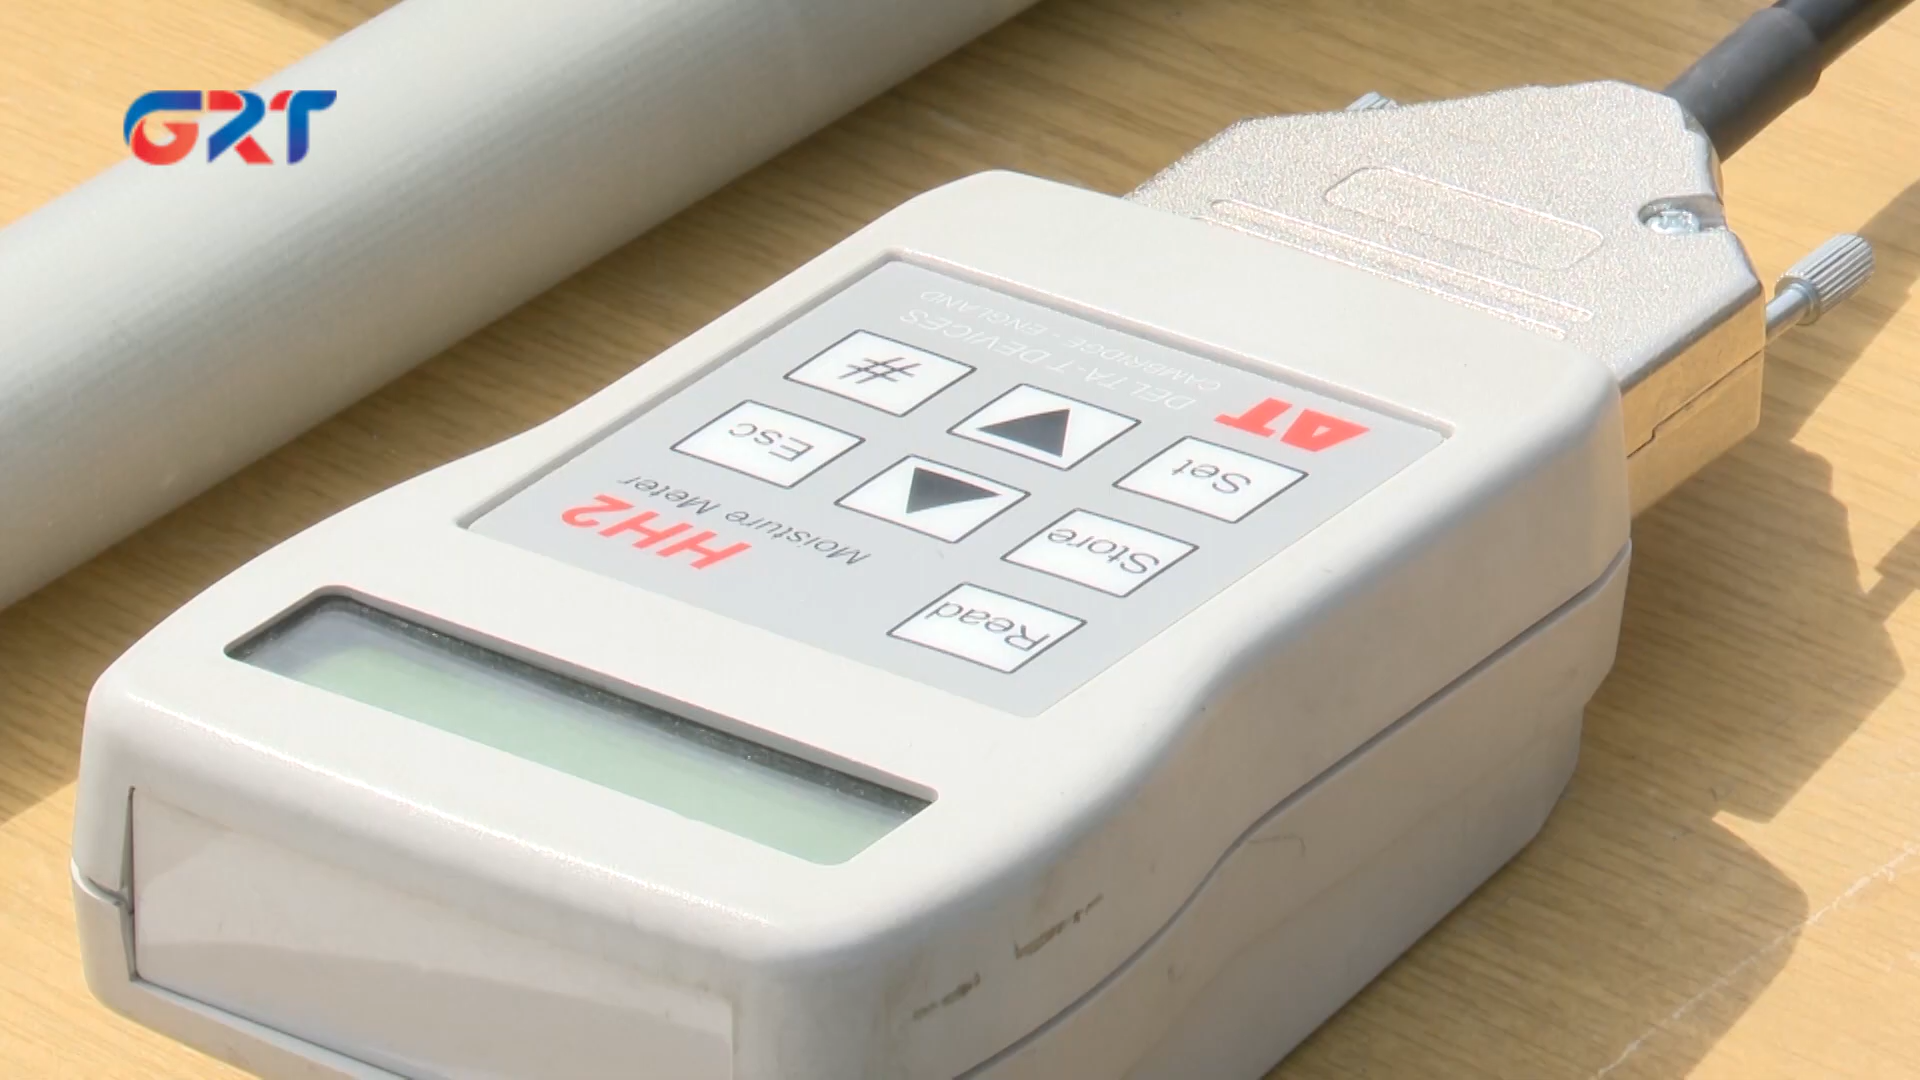 GRT
ΔT
DELTA-T DEVICES
CAMBRIDGE - ENGLAND
Set
▲
#
Store
▼
Esc
Read
Moisture Meter
HH2